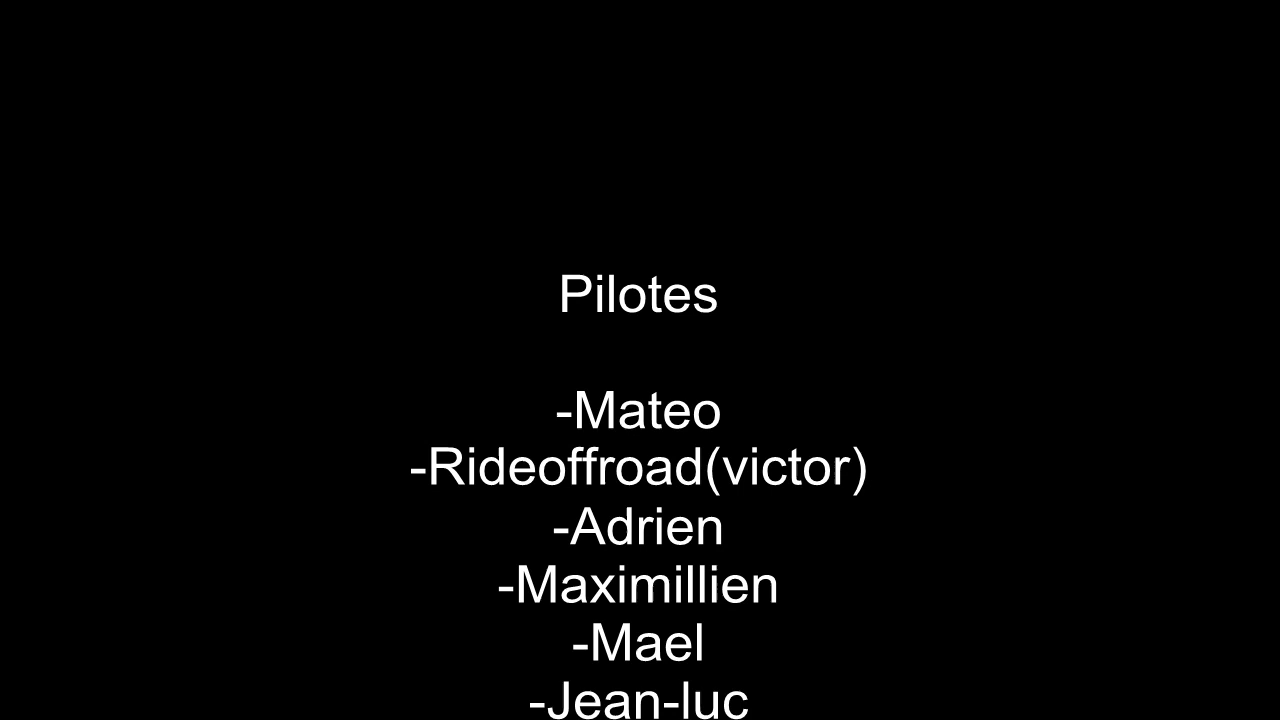 Pilotes
-Mateo
-Rideoffroad(victor)
-Adrien
-Maximillien
-Mael
-Jean-luc